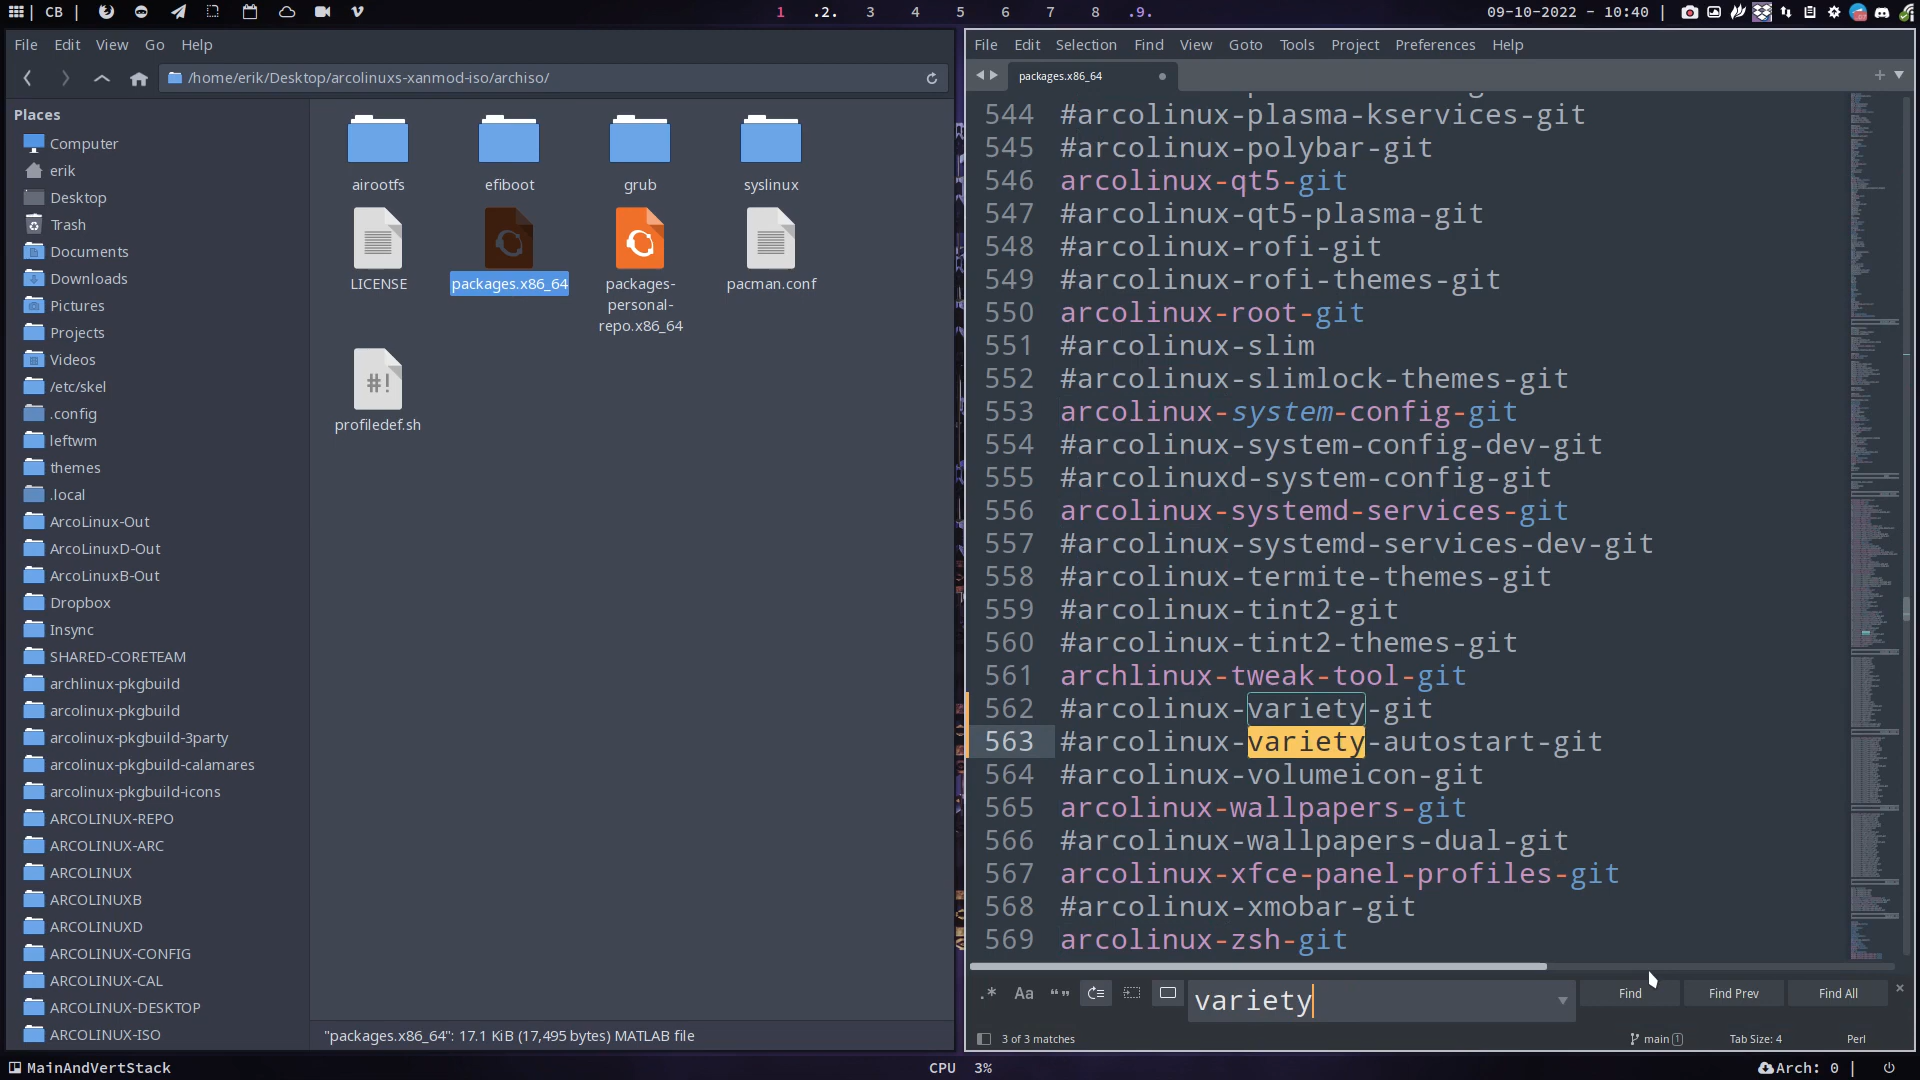 CB
1 .2. 3 4 5 6 7 8 .9.
09-10-2022 - 10:40
File Edit View Go Help
/home/erik/Desktop/arcolinuxs-xanmod-iso/archiso/
Places
Computer
erik
Desktop
Trash
Documents
Downloads
Pictures
Projects
Videos
/etc/skel
.config
leftwm
themes
.local
ArcoLinux-Out
ArcoLinuxD-Out
ArcoLinuxB-Out
Dropbox
Insync
SHARED-CORETEAM
archlinux-pkgbuild
arcolinux-pkgbuild
arcolinux-pkgbuild-3party
arcolinux-pkgbuild-calamares
arcolinux-pkgbuild-icons
ARCOLINUX-REPO
ARCOLINUX-ARC
ARCOLINUX
ARCOLINUXB
ARCOLINUXD
ARCOLINUX-CONFIG
ARCOLINUX-CAL
ARCOLINUX-DESKTOP
ARCOLINUX-ISO
airootfs
efiboot
grub
syslinux
LICENSE
packages.x86_64
packages-
personal-
repo.x86_64
pacman.conf
#!
profiledef.sh
"packages.x86_64": 17.1 KiB (17,495 bytes) MATLAB file
File Edit Selection Find View Goto Tools Project Preferences Help
packages.x86_64
544 #arcolinux-plasma-kservices-git
545 #arcolinux-polybar-git
546 arcolinux-qt5-git
547 #arcolinux-qt5-plasma-git
548 #arcolinux-rofi-git
549 #arcolinux-rofi-themes-git
550 arcolinux-root-git
551 #arcolinux-slim
552 #arcolinux-slimlock-themes-git
553 arcolinux-system-config-git
554 #arcolinux-system-config-dev-git
555 #arcolinuxd-system-config-git
556 arcolinux-systemd-services-git
557 #arcolinux-systemd-services-dev-git
558 #arcolinux-termite-themes-git
559 #arcolinux-tint2-git
560 #arcolinux-tint2-themes-git
561 archlinux-tweak-tool-git
562 #arcolinux-variety-git
563 #arcolinux-variety-autostart-git
564 #arcolinux-volumeicon-git
565 arcolinux-wallpapers-git
566 #arcolinux-wallpapers-dual-git
567 arcolinux-xfce-panel-profiles-git
568 #arcolinux-xmobar-git
569 arcolinux-zsh-git
.* Aa “” variety Find Find Prev Find All
3 of 3 matches main 1 Tab Size: 4 Perl
MainAndVertStack
CPU 3%
Arch: 0